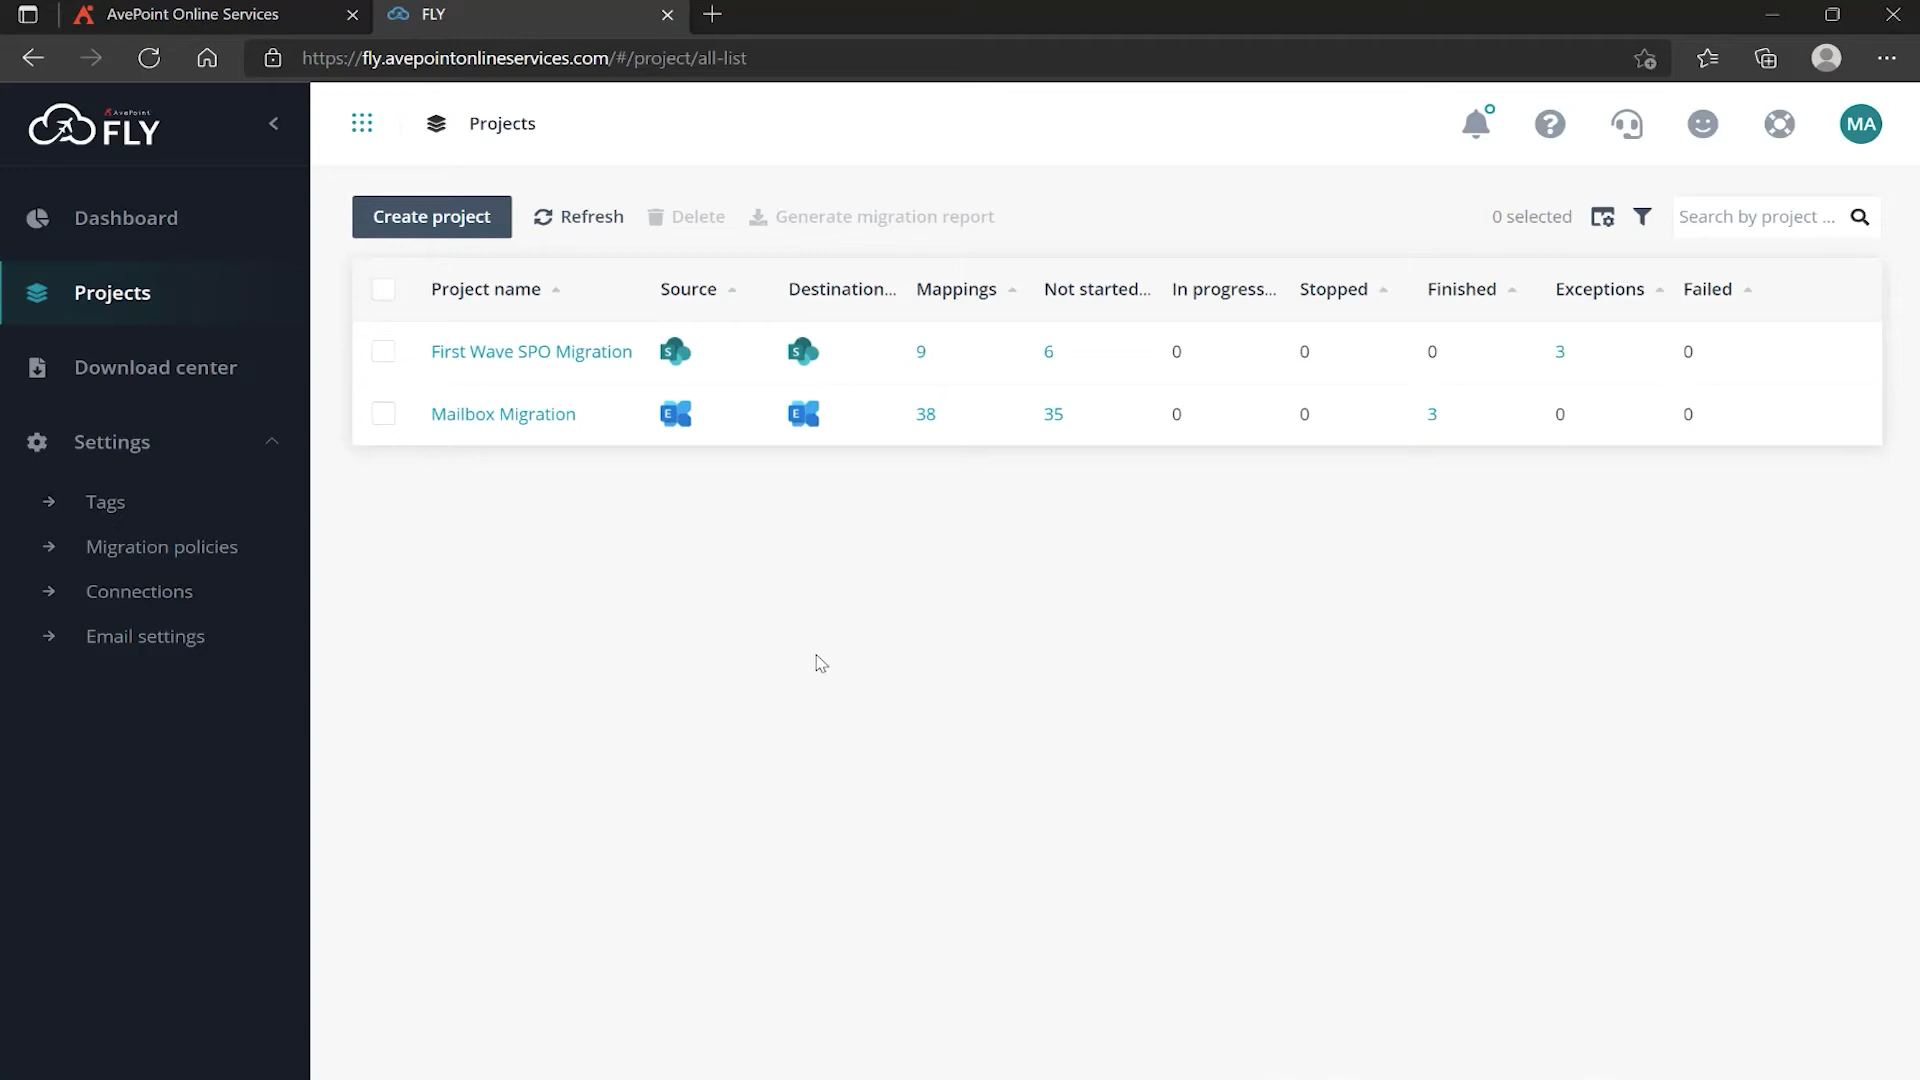 AvePoint Online Services
FLY
https://fly.avepointonlineservices.com/#/project/all-list
AvePoint
FLY
Projects
MA
Dashboard
Projects
Download center
Settings
Tags
Migration policies
Connections
Email settings
Create project
Refresh
Delete
Generate migration report
0 selected
Search by project ...
Project name Source Destination... Mappings Not started... In progress... Stopped Finished Exceptions Failed
First Wave SPO Migration S S 9 6 0 0 0 3 0
Mailbox Migration E E 38 35 0 0 3 0 0